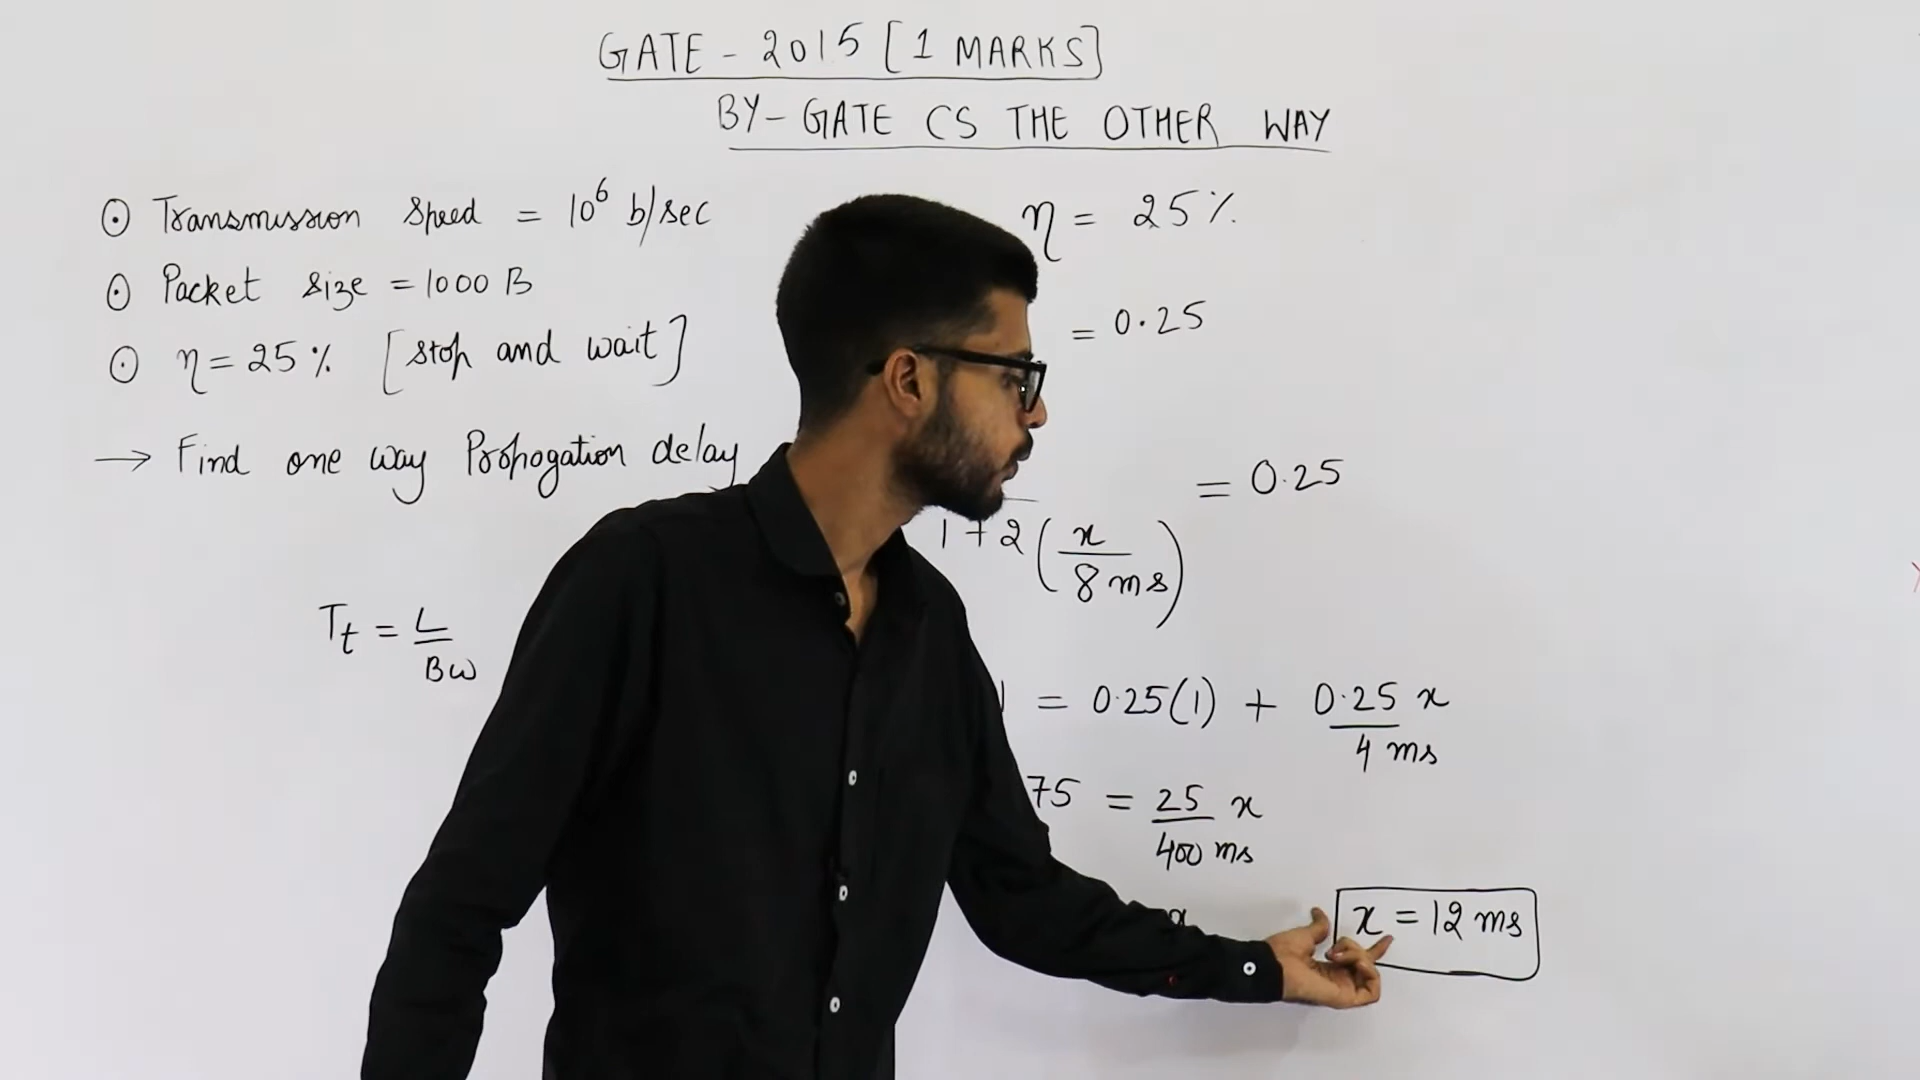 GATE - 2015 [1 MARKS]
BY - GATE CS THE OTHER WAY
⊙ Transmission Speed = 10⁶ b/sec
⊙ Packet size = 1000 B
⊙ η = 25 % [stop and wait]
→ Find one way Propogation delay
Tt = L/Bw
η = 25 %
= 0.25
1 + 2 (x/8 ms) = 0.25
1 = 0.25(1) + 0.25 x/4 ms
75 = 25/400 ms x
x
x = 12 ms